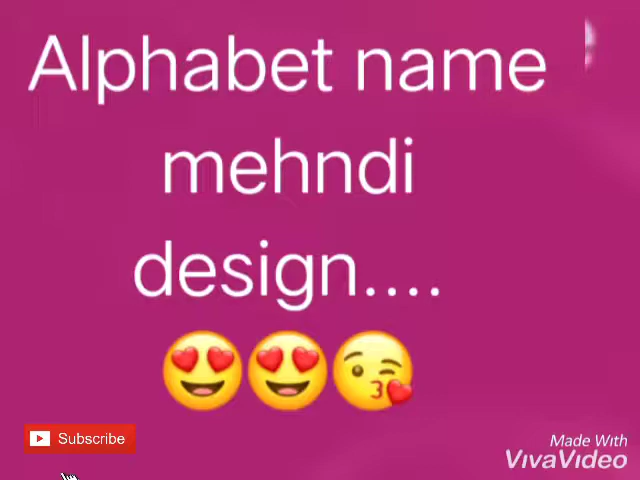 Alphabet name
mehndi
design....
😍😍😘
Subscribe
Made With
VivaVideo